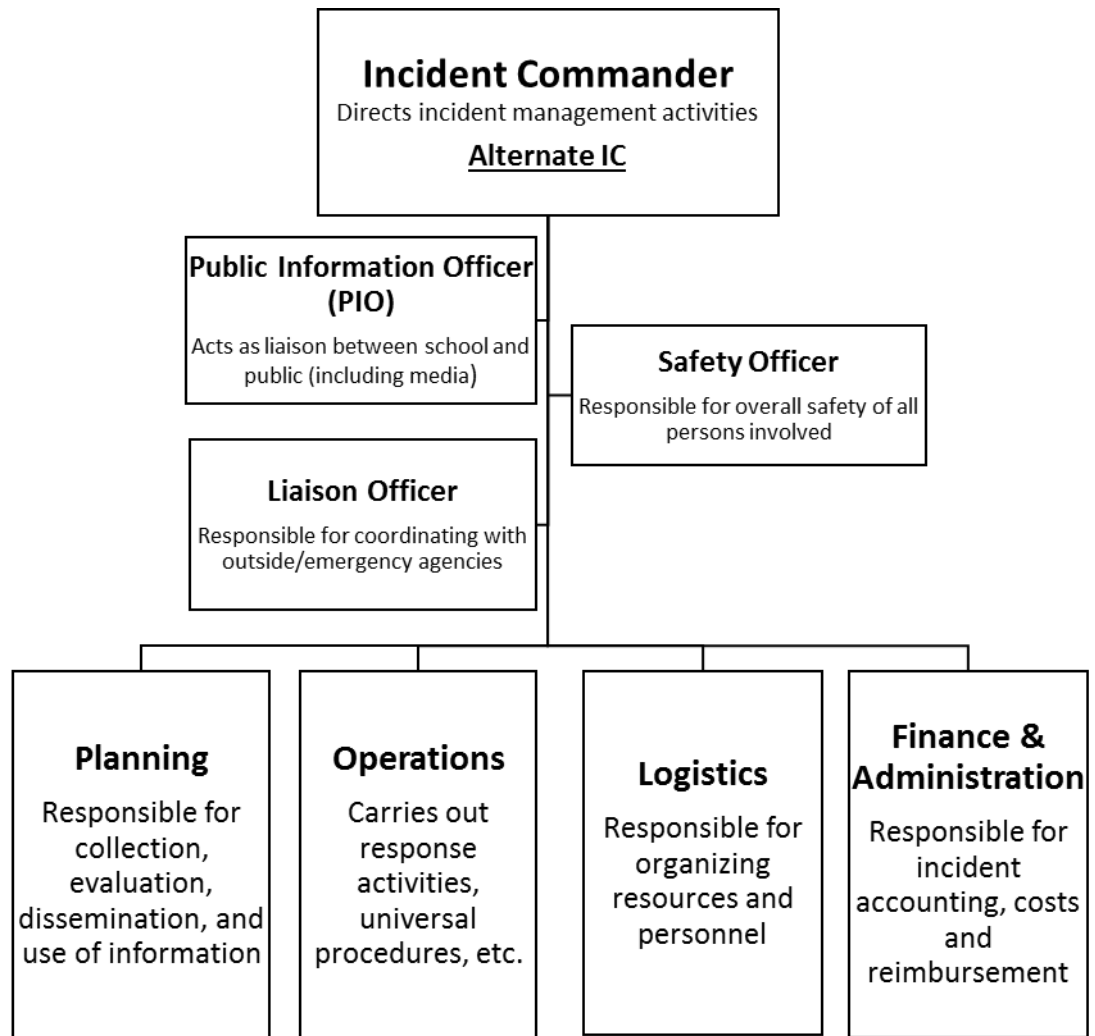 Incident Commander
Directs incident management activities
Alternate IC
Public Information Officer
(PIO)
Acts as liaison between school and
public (including media)
Safety Officer
Responsible for overall safety of all
persons involved
Liaison Officer
Responsible for coordinating with
outside/emergency agencies
Planning
Responsible for
collection,
evaluation,
dissemination, and
use of information
Operations
Carries out
response
activities,
universal
procedures, etc.
Logistics
Responsible for
organizing
resources and
personnel
Finance &
Administration
Responsible for
incident
accounting, costs
and
reimbursement